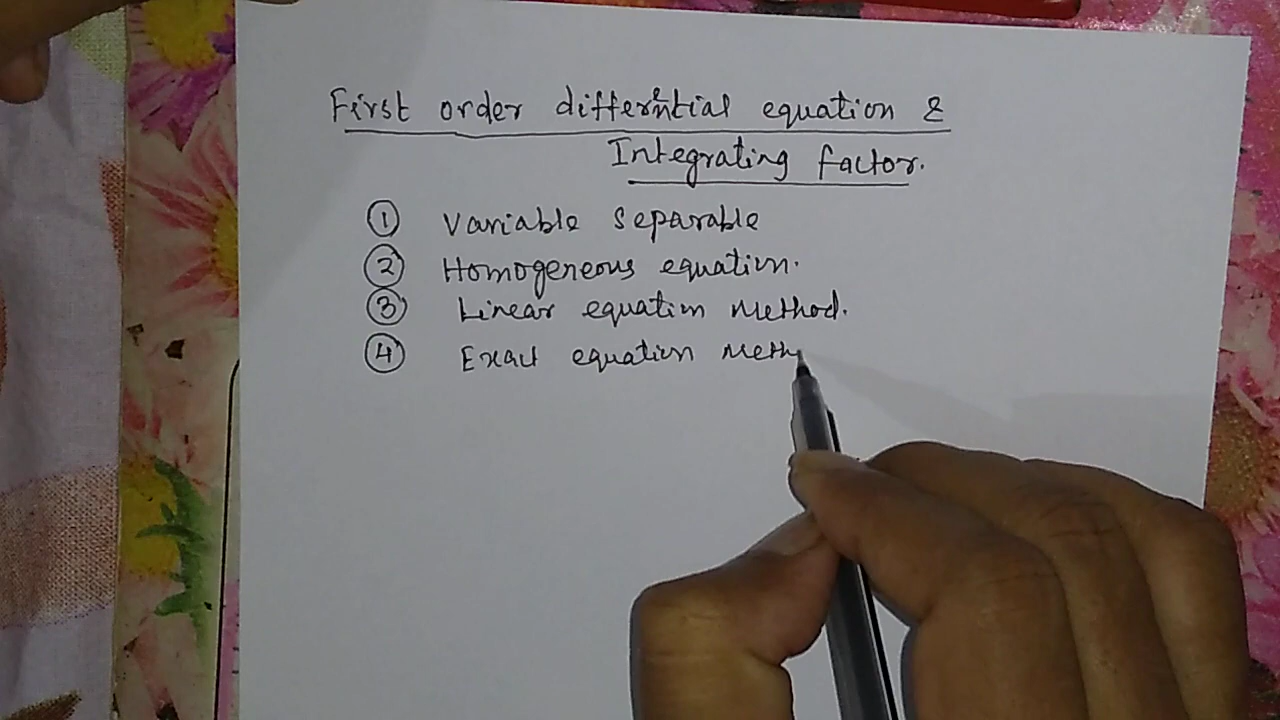 First order differential equation &
Integrating factor.
① Variable separable
② Homogeneous equation.
③ Linear equation method.
④ Exact equation meth